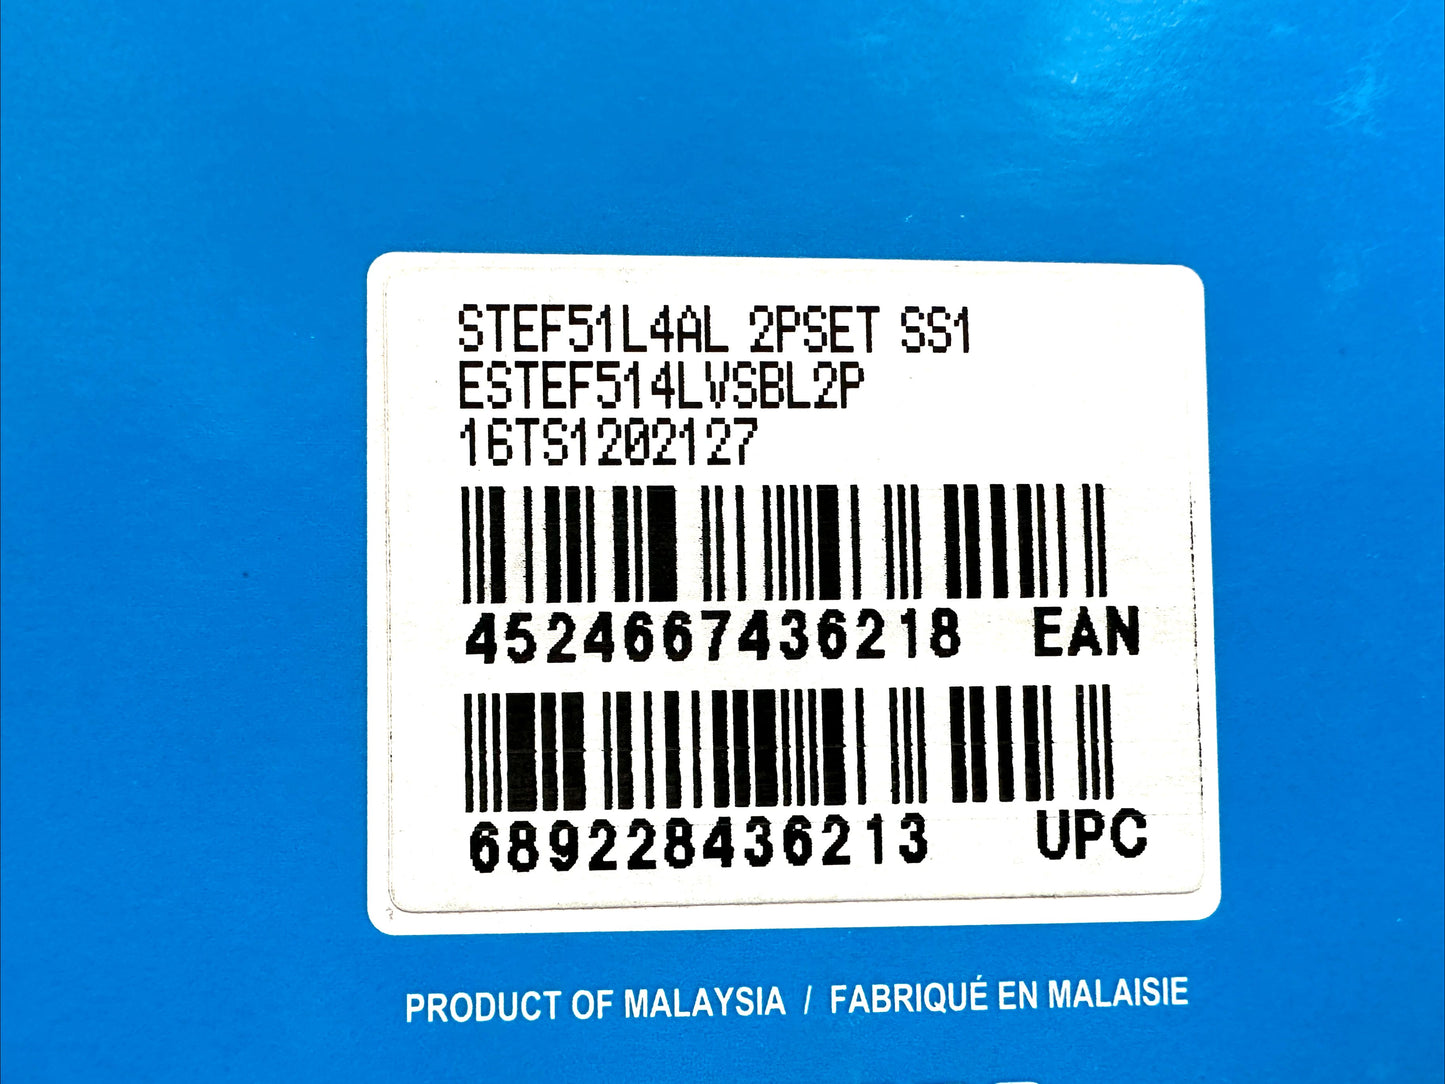 STEF51L4AL 2PSET SS1
ESTEF514LVSBL2P
16TS1202127
4524667436218 EAN
689228436213 UPC
PRODUCT OF MALAYSIA / FABRIQUÉ EN MALAISIE